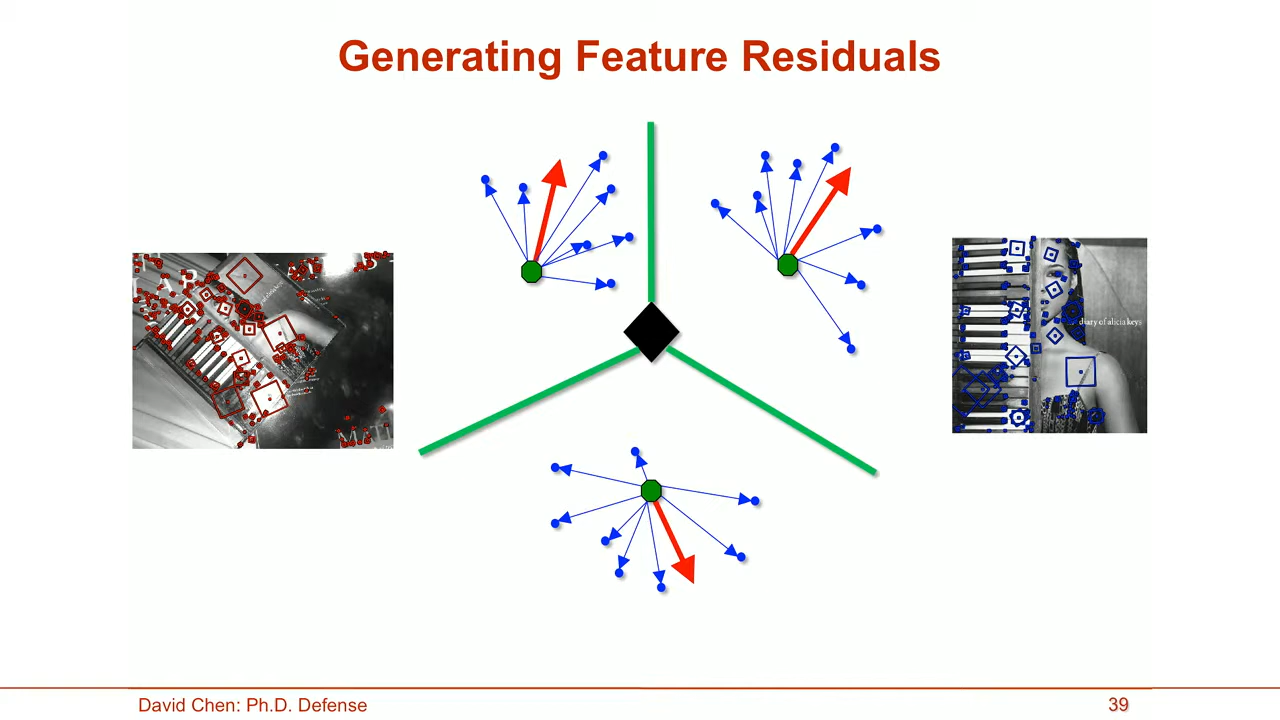 Generating Feature Residuals
diary of alicia keys
David Chen: Ph.D. Defense
39